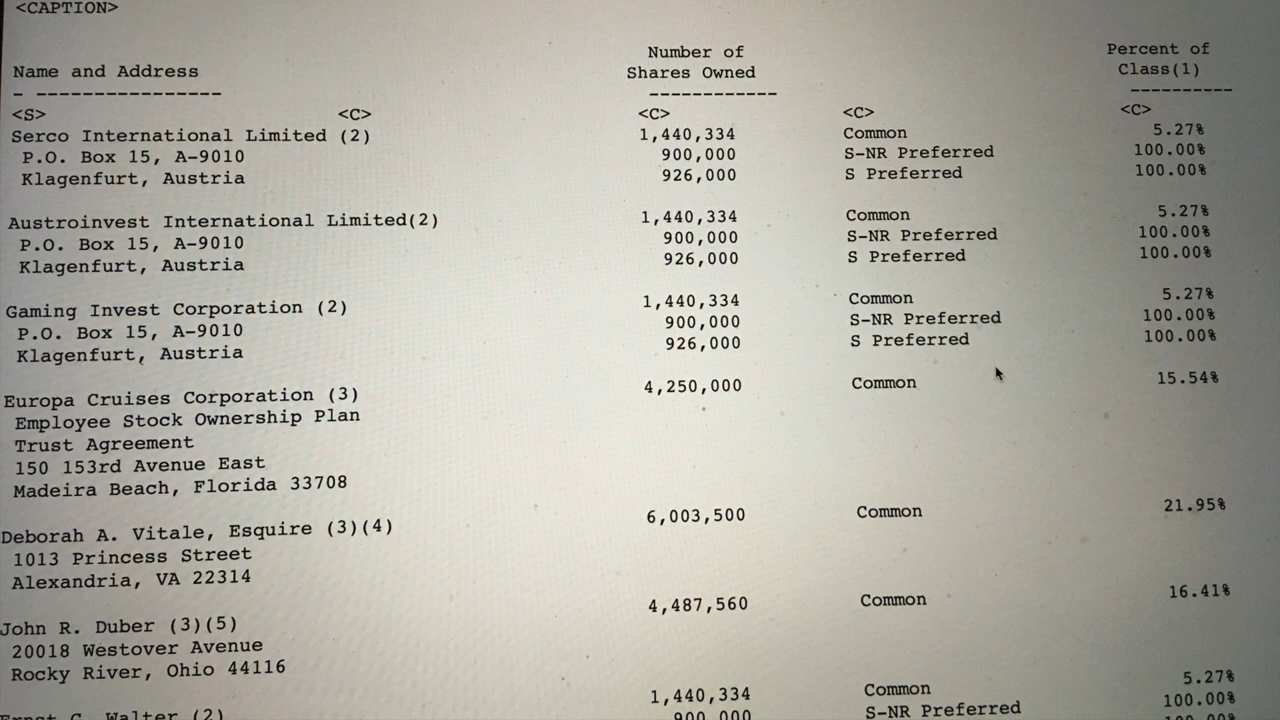 <CAPTION>
Number of Percent of
Name and Address Shares Owned Class(1)
- ---------------- ------------ ----------
<S> <C> <C> <C> <C>
Serco International Limited (2) 1,440,334 Common 5.27%
P.O. Box 15, A-9010 900,000 S-NR Preferred 100.00%
Klagenfurt, Austria 926,000 S Preferred 100.00%
Austroinvest International Limited(2) 1,440,334 Common 5.27%
P.O. Box 15, A-9010 900,000 S-NR Preferred 100.00%
Klagenfurt, Austria 926,000 S Preferred 100.00%
Gaming Invest Corporation (2) 1,440,334 Common 5.27%
P.O. Box 15, A-9010 900,000 S-NR Preferred 100.00%
Klagenfurt, Austria 926,000 S Preferred 100.00%
Europa Cruises Corporation (3) 4,250,000 Common 15.54%
Employee Stock Ownership Plan
Trust Agreement
150 153rd Avenue East
Madeira Beach, Florida 33708
Deborah A. Vitale, Esquire (3)(4) 6,003,500 Common 21.95%
1013 Princess Street
Alexandria, VA 22314
John R. Duber (3)(5) 4,487,560 Common 16.41%
20018 Westover Avenue
Rocky River, Ohio 44116
Ernst C. Walter (2) 1,440,334 Common 5.27%
900,000 S-NR Preferred 100.00%
100.00%